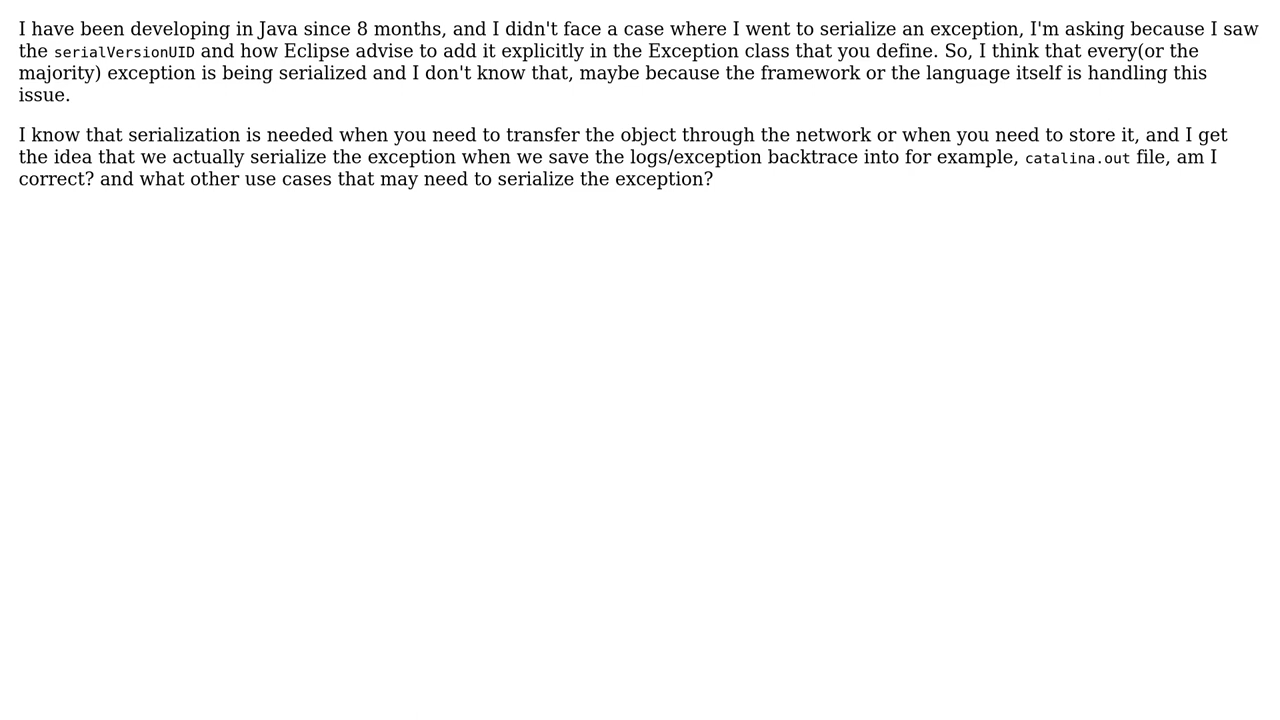 I have been developing in Java since 8 months, and I didn't face a case where I went to serialize an exception, I'm asking because I saw
the serialVersionUID and how Eclipse advise to add it explicitly in the Exception class that you define. So, I think that every(or the
majority) exception is being serialized and I don't know that, maybe because the framework or the language itself is handling this
issue.
I know that serialization is needed when you need to transfer the object through the network or when you need to store it, and I get
the idea that we actually serialize the exception when we save the logs/exception backtrace into for example, catalina.out file, am I
correct? and what other use cases that may need to serialize the exception?